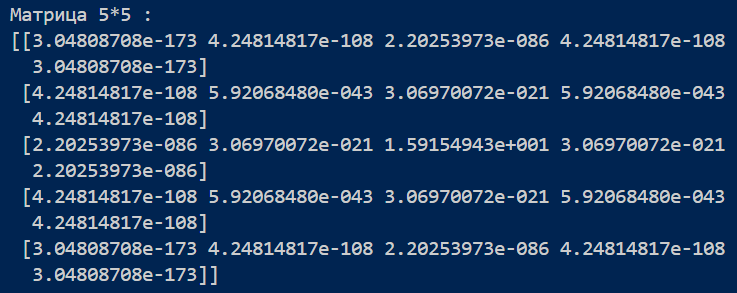 Матрица 5*5 :
[[3.04808708e-173 4.24814817e-108 2.20253973e-086 4.24814817e-108
3.04808708e-173]
[4.24814817e-108 5.92068480e-043 3.06970072e-021 5.92068480e-043
4.24814817e-108]
[2.20253973e-086 3.06970072e-021 1.59154943e+001 3.06970072e-021
2.20253973e-086]
[4.24814817e-108 5.92068480e-043 3.06970072e-021 5.92068480e-043
4.24814817e-108]
[3.04808708e-173 4.24814817e-108 2.20253973e-086 4.24814817e-108
3.04808708e-173]]